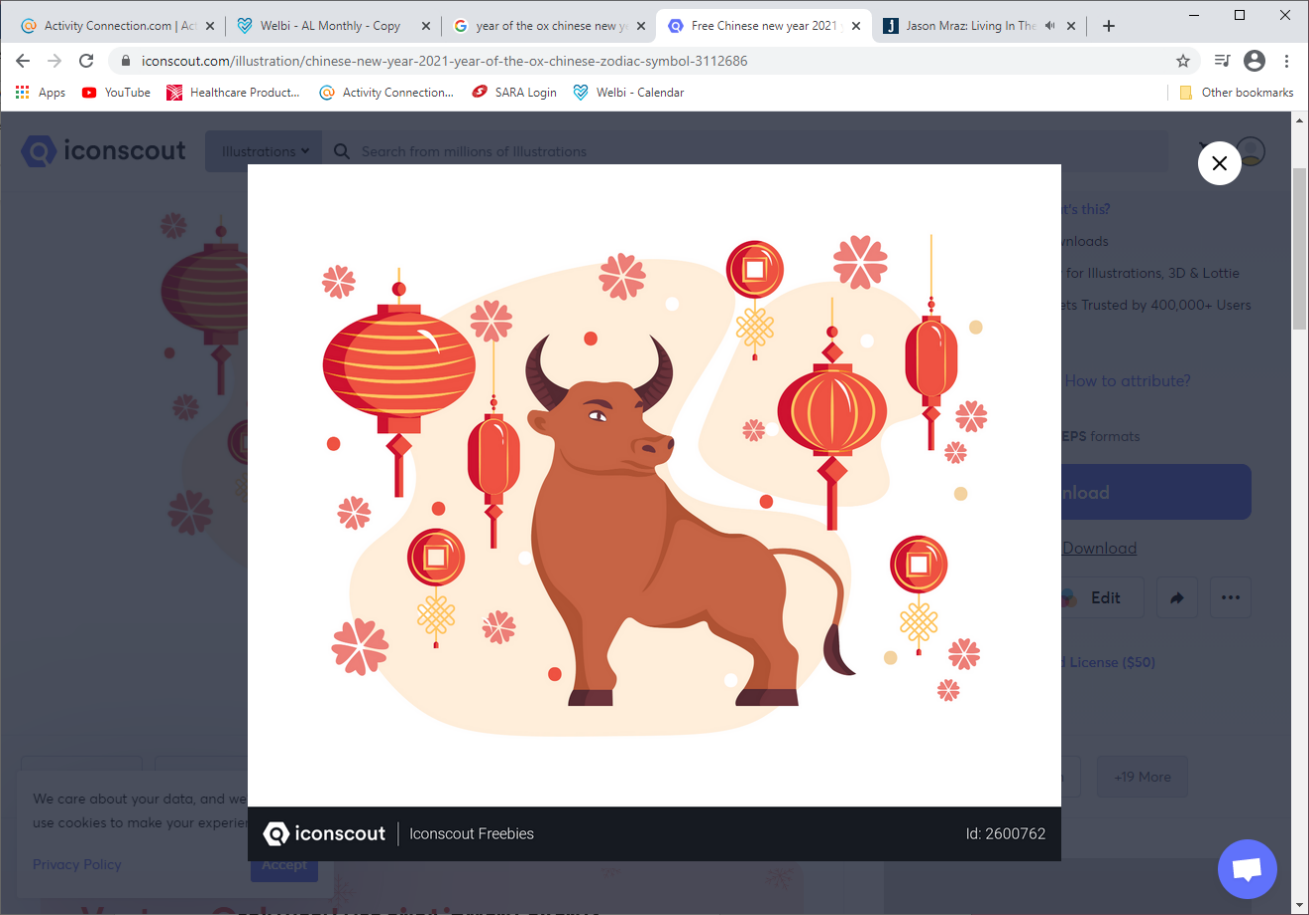 Activity Connection.com | Act
Welbi - AL Monthly - Copy
year of the ox chinese new ye
Free Chinese new year 2021
Jason Mraz: Living In The
iconscout.com/illustration/chinese-new-year-2021-year-of-the-ox-chinese-zodiac-symbol-3112686
Apps
YouTube
Healthcare Product...
Activity Connection...
SARA Login
Welbi - Calendar
Other bookmarks
iconscout
Illustrations
Search from millions of Illustrations
t's this?
wnloads
for Illustrations, 3D & Lottie
ets Trusted by 400,000+ Users
How to attribute?
EPS formats
nload
Download
Edit
License ($50)
+19 More
We care about your data, and we
use cookies to make your experien
Privacy Policy
Accept
iconscout
Iconscout Freebies
Id: 2600762